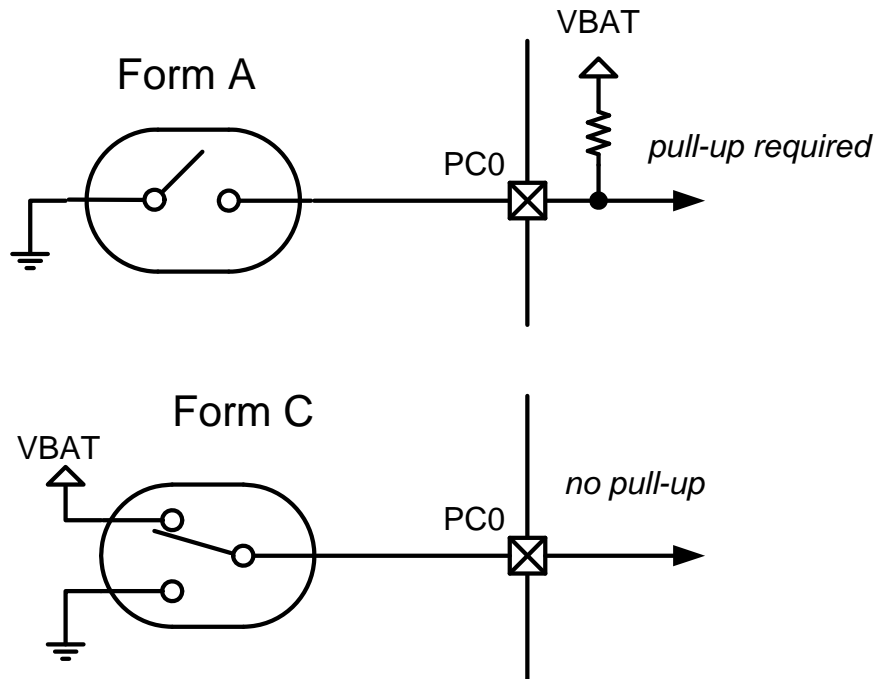 VBAT
Form A
PC0
pull-up required
Form C
VBAT
PC0
no pull-up